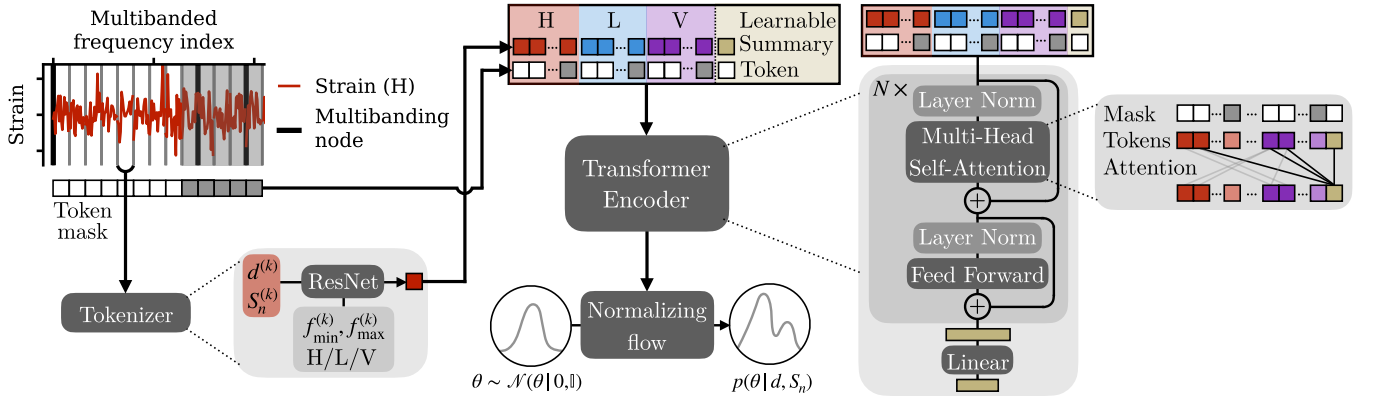 Multibanded
frequency index
Strain
Strain (H)
Multibanding
node
Token
mask
Tokenizer
d^(k)
S_n^(k)
ResNet
f_min^(k), f_max^(k)
H/L/V
H L V Learnable
Summary
Token
Transformer
Encoder
Normalizing
flow
θ ∼ 𝒩(θ|0,𝕀)
p(θ|d, S_n)
N ×
Layer Norm
Multi-Head
Self-Attention
+
Layer Norm
Feed Forward
+
Linear
Mask
Tokens
Attention